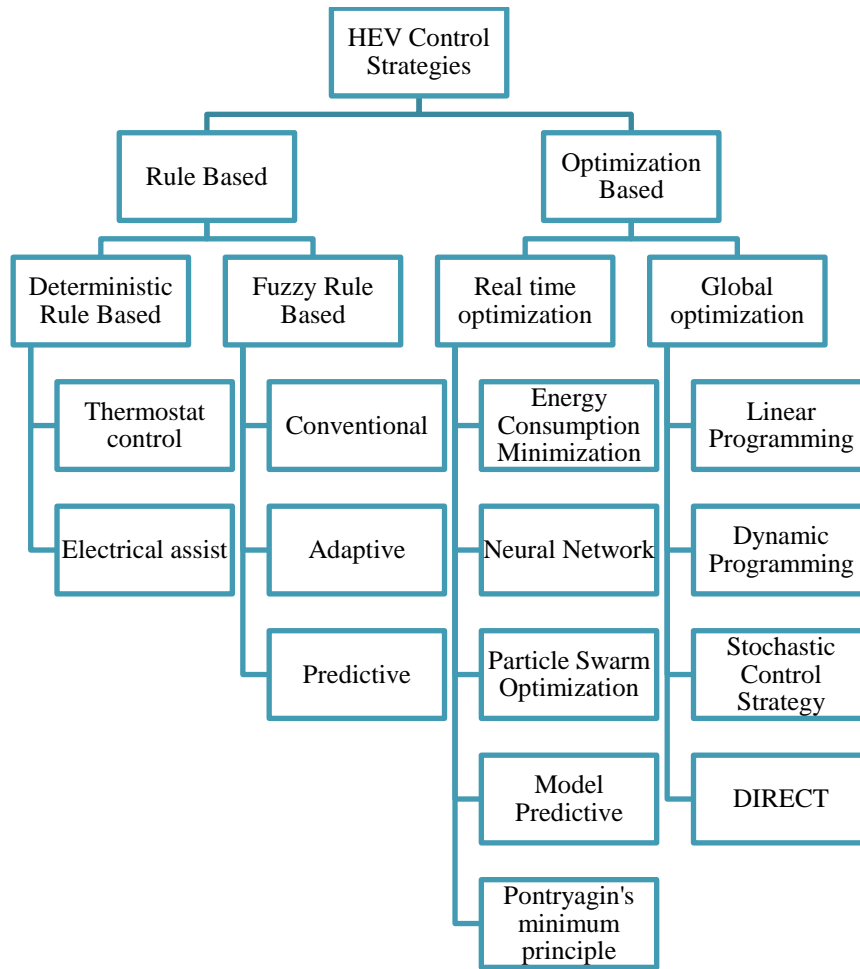 HEV Control
Strategies
Rule Based
Optimization
Based
Deterministic
Rule Based
Fuzzy Rule
Based
Real time
optimization
Global
optimization
Thermostat
control
Electrical assist
Conventional
Adaptive
Predictive
Energy
Consumption
Minimization
Neural Network
Particle Swarm
Optimization
Model
Predictive
Pontryagin's
minimum
principle
Linear
Programming
Dynamic
Programming
Stochastic
Control
Strategy
DIRECT